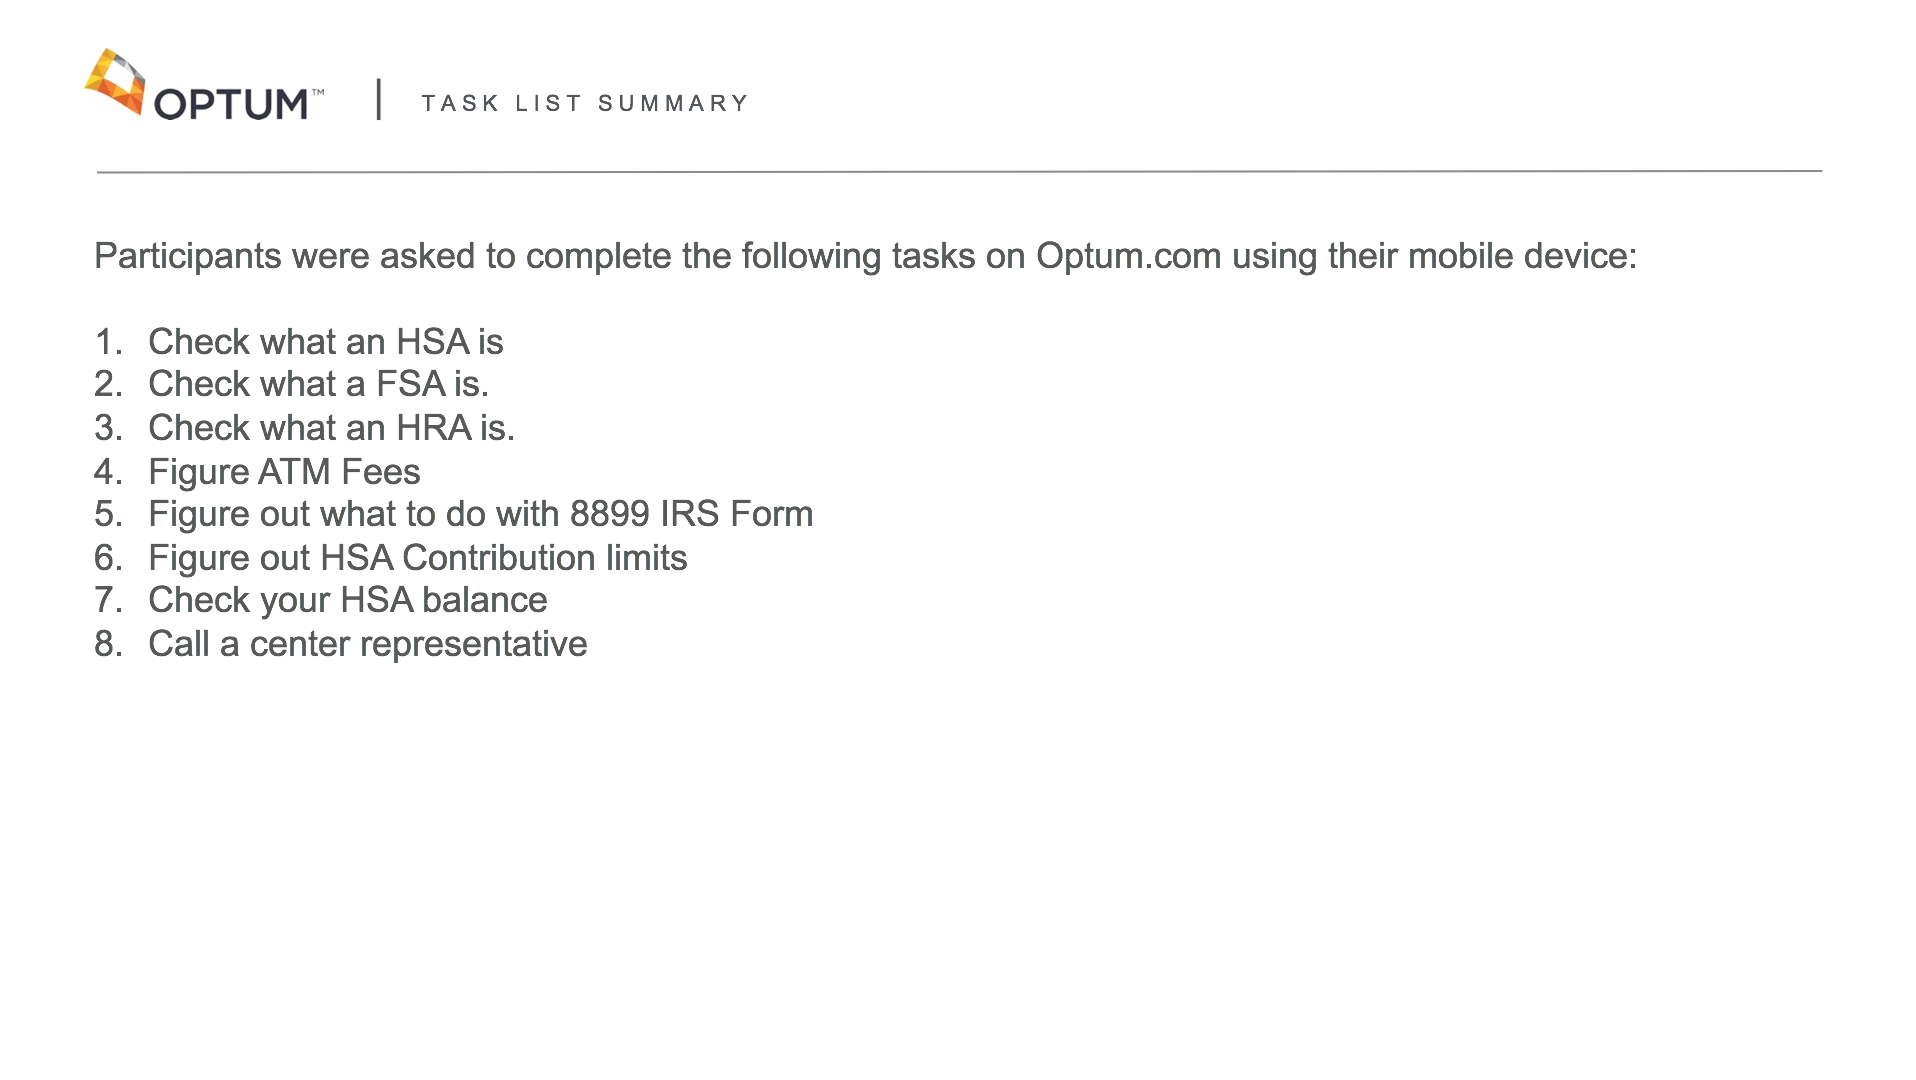 OPTUM™ | TASK LIST SUMMARY
Participants were asked to complete the following tasks on Optum.com using their mobile device:
1. Check what an HSA is
2. Check what a FSA is.
3. Check what an HRA is.
4. Figure ATM Fees
5. Figure out what to do with 8899 IRS Form
6. Figure out HSA Contribution limits
7. Check your HSA balance
8. Call a center representative